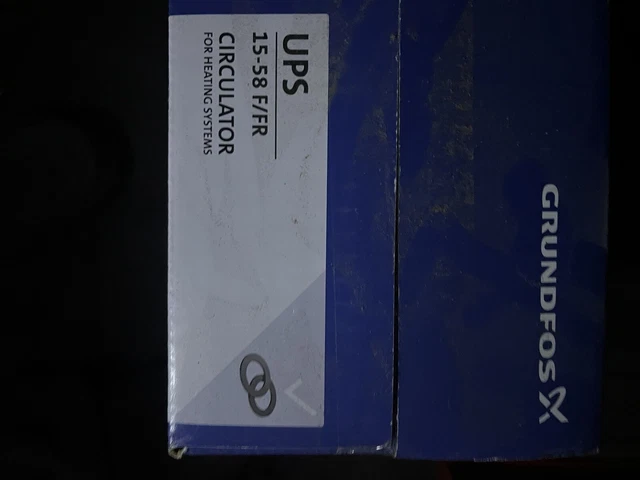 UPS
15-58 F/FR
CIRCULATOR
FOR HEATING SYSTEMS
GRUNDFOS